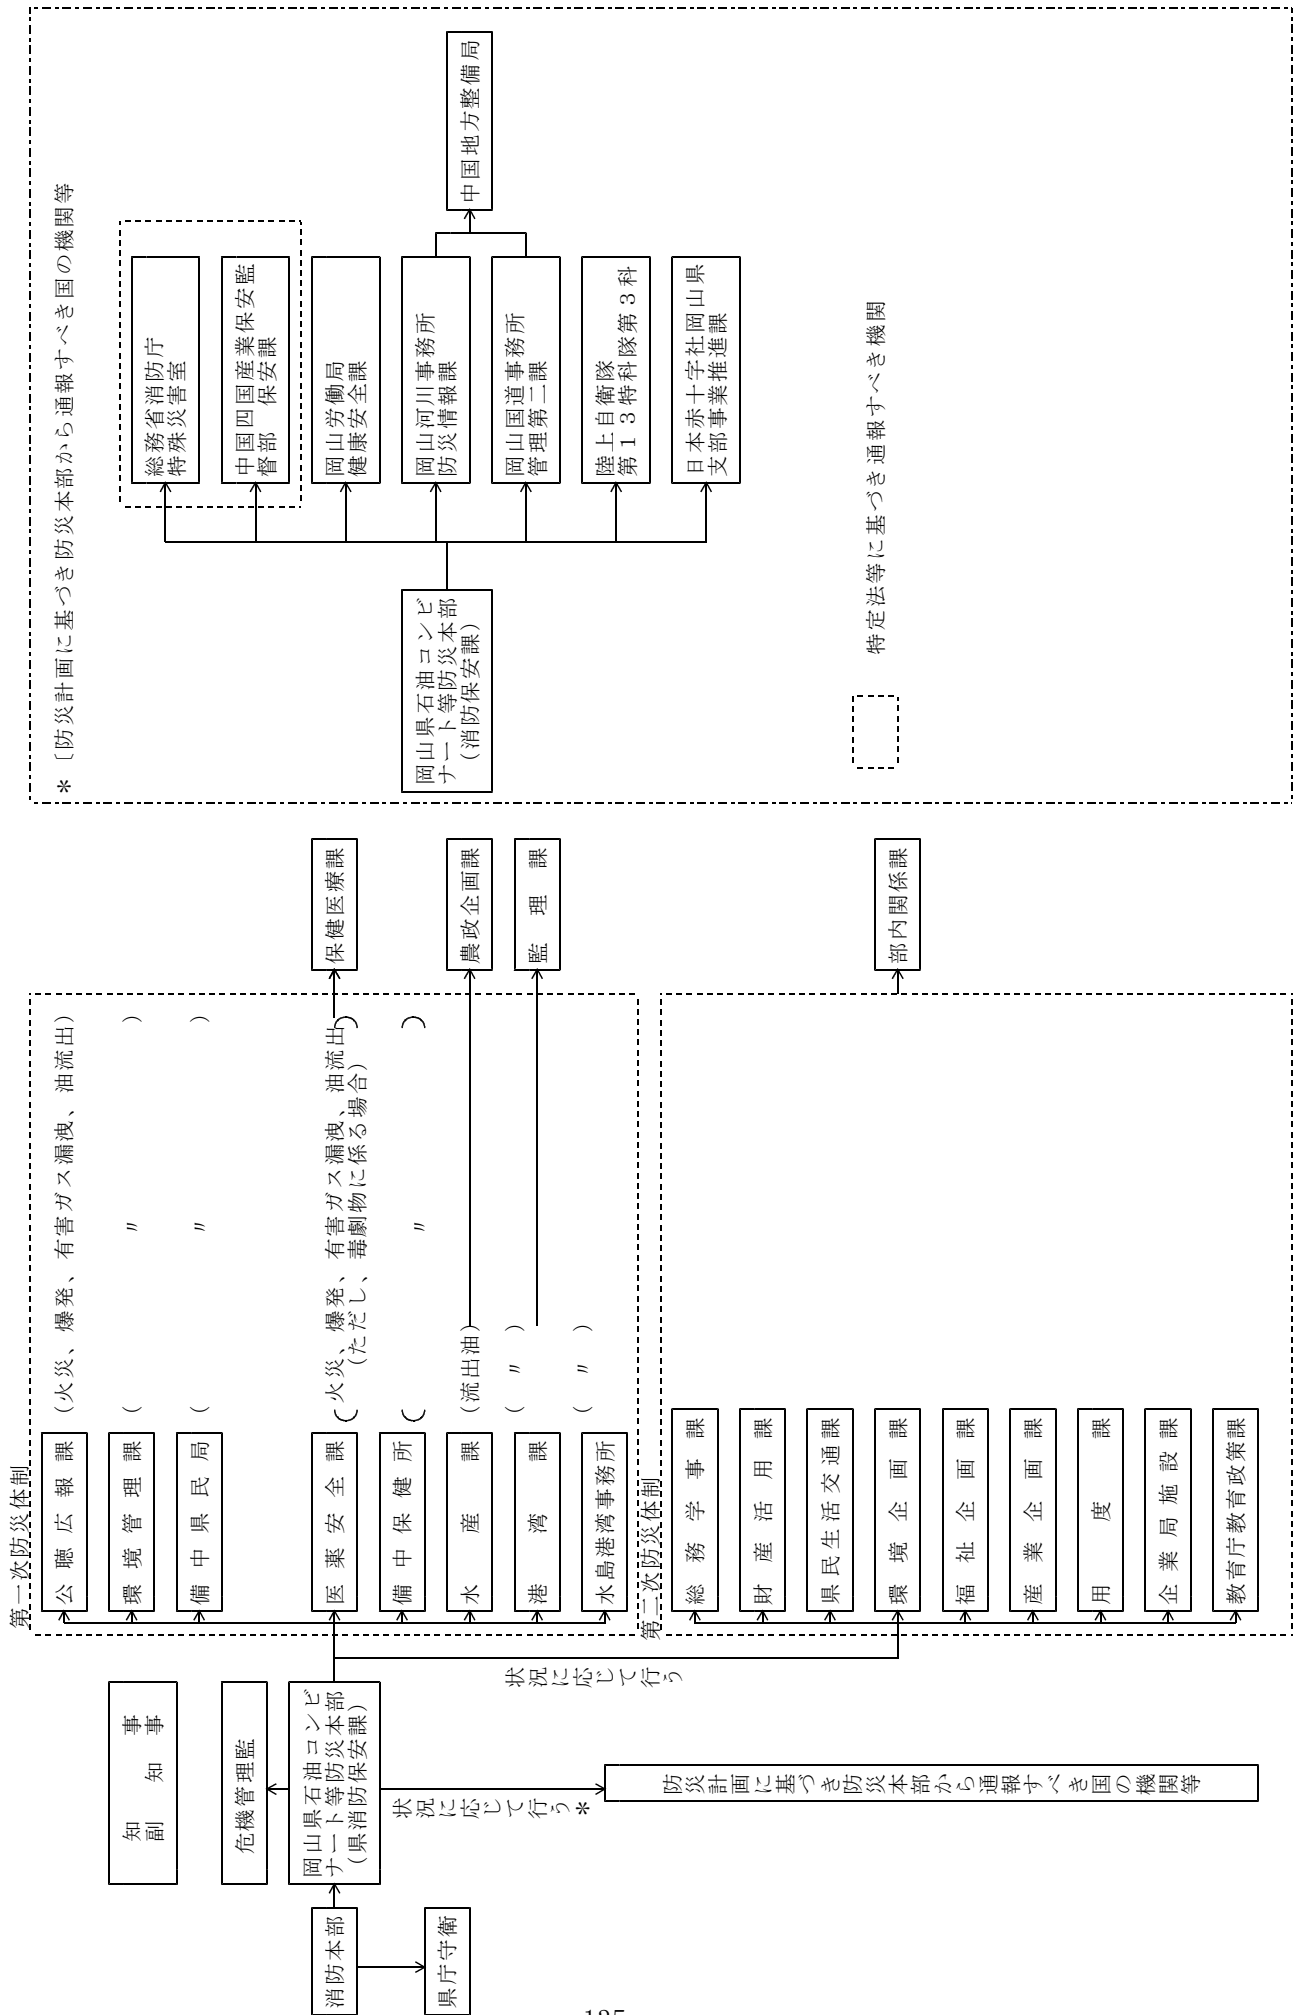 消防本部
県庁守衛
知事
副知事
危機管理監
岡山県石油コンビ
ナート等防災本部
(県消防保安課)
状況に応じて行う*
防災計画に基づき防災本部から通報すべき国の機関等
状況に応じて行う
第一次防災体制
公聴広報課 (火災、爆発、有害ガス漏洩、油流出)
環境管理課 ( 〃 )
備中県民局 ( 〃 )
医薬安全課 (火災、爆発、有害ガス漏洩、油流出)
(ただし、毒劇物に係る場合)
備中保健所 ( 〃 )
水産課 (流出油)
港湾課 ( 〃 )
水島港湾事務所 ( 〃 )
保健医療課
農政企画課
監理課
第二次防災体制
総務学事課
財産活用課
県民生活交通課
環境企画課
福祉企画課
産業企画課
用度課
企業局施設課
教育庁教育政策課
部内関係課
*〔防災計画に基づき防災本部から通報すべき国の機関等
岡山県石油コンビ
ナート等防災本部
(消防保安課)
総務省消防庁
特殊災害室
中国四国産業保安監
督部 保安課
岡山労働局
健康安全課
岡山河川事務所
防災情報課
岡山国道事務所
管理第二課
陸上自衛隊
第13特科隊第3科
日本赤十字社岡山県
支部事業推進課
中国地方整備局
特定法等に基づき通報すべき機関